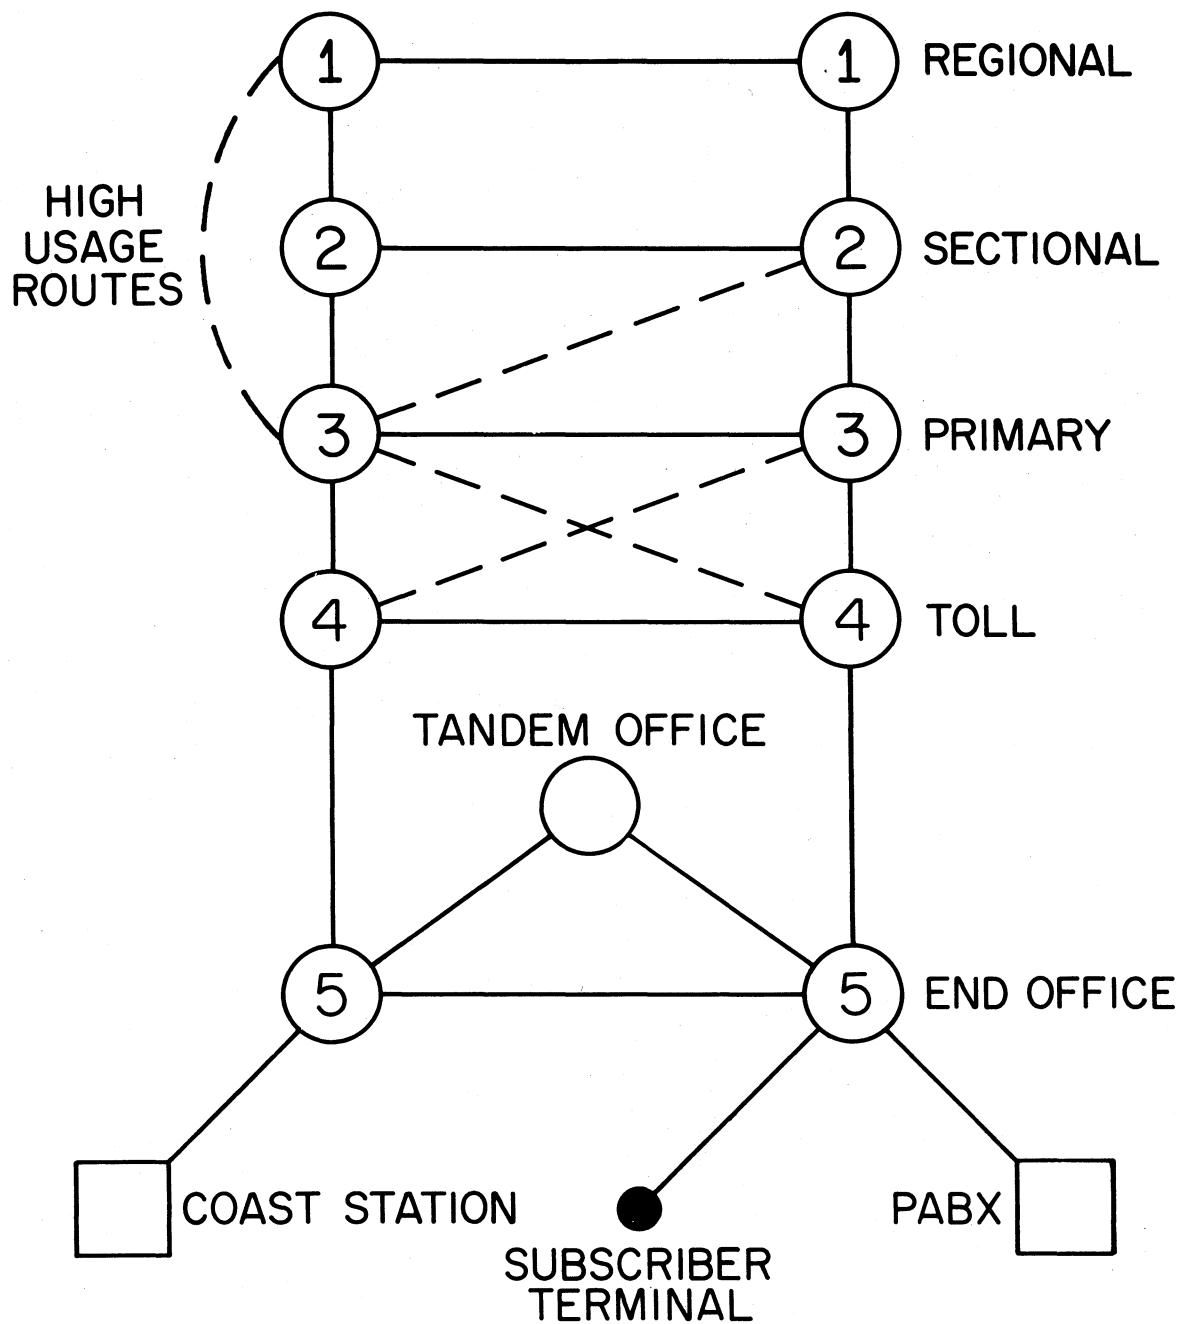 1 1 REGIONAL
HIGH
USAGE
ROUTES
2 2 SECTIONAL
3 3 PRIMARY
4 4 TOLL
TANDEM OFFICE
5 5 END OFFICE
COAST STATION
PABX
SUBSCRIBER
TERMINAL